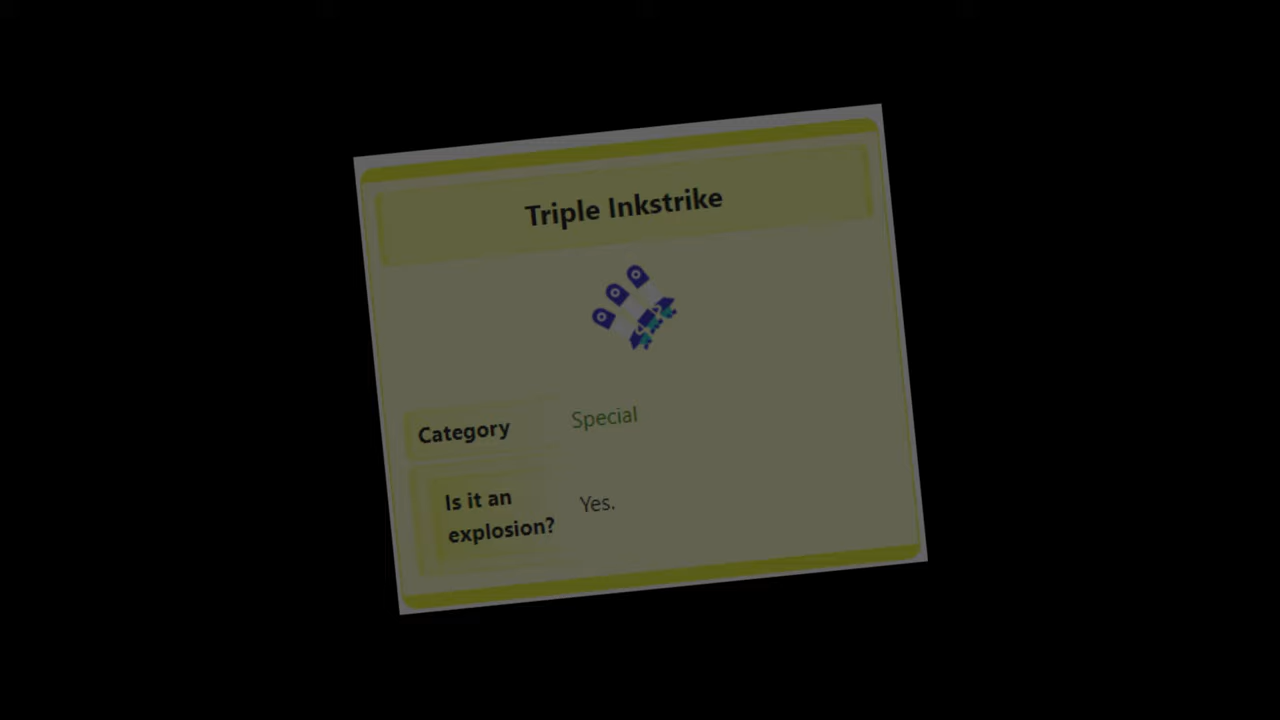 Triple Inkstrike
Category
Special
Is it an
explosion?
Yes.